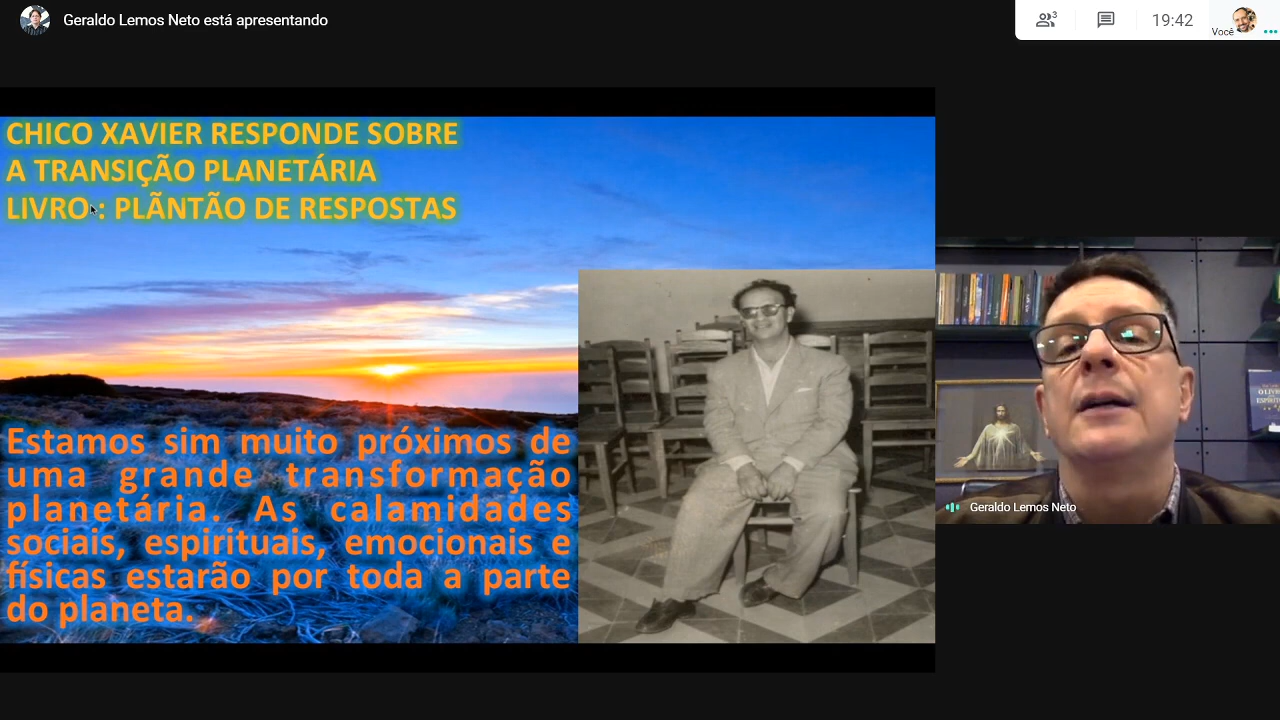 Geraldo Lemos Neto está apresentando
3
19:42
Você
CHICO XAVIER RESPONDE SOBRE
A TRANSIÇÃO PLANETÁRIA
LIVRO : PLÃNTÃO DE RESPOSTAS
Estamos sim muito próximos de
uma grande transformação
planetária. As calamidades
sociais, espirituais, emocionais e
físicas estarão por toda a parte
do planeta.
O LIVRO
Geraldo Lemos Neto